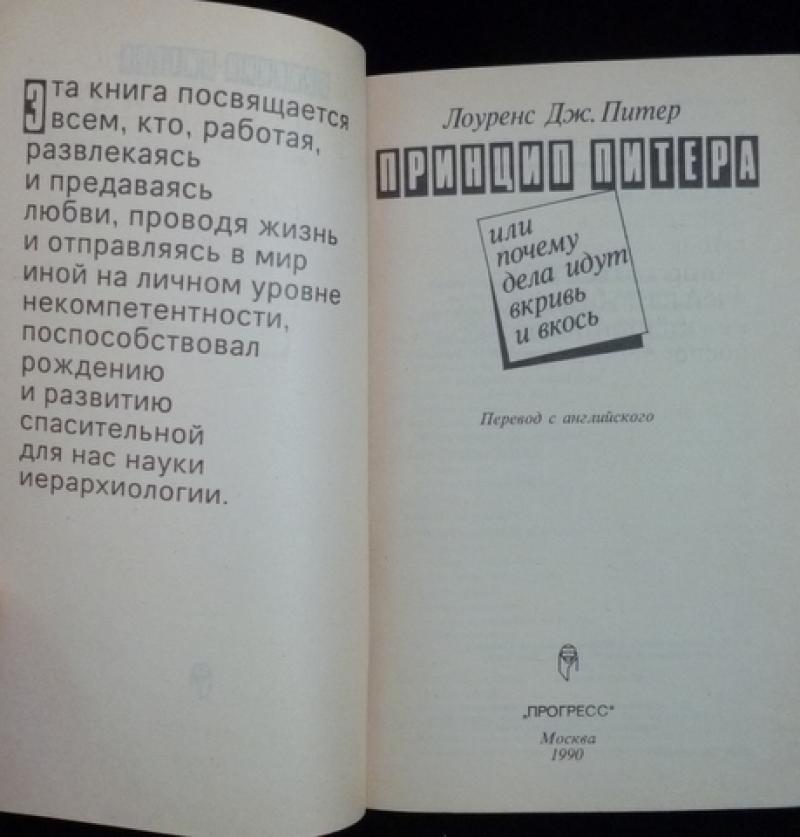 Эта книга посвящается
всем, кто, работая,
развлекаясь
и предаваясь
любви, проводя жизнь
и отправляясь в мир
иной на личном уровне
некомпетентности,
поспособствовал
рождению
и развитию
спасительной
для нас науки
иерархиологии.
Лоуренс Дж. Питер
ПРИНЦИП ПИТЕРА
или
почему
дела идут
вкривь
и вкось
Перевод с английского
„ПРОГРЕСС“
Москва
1990